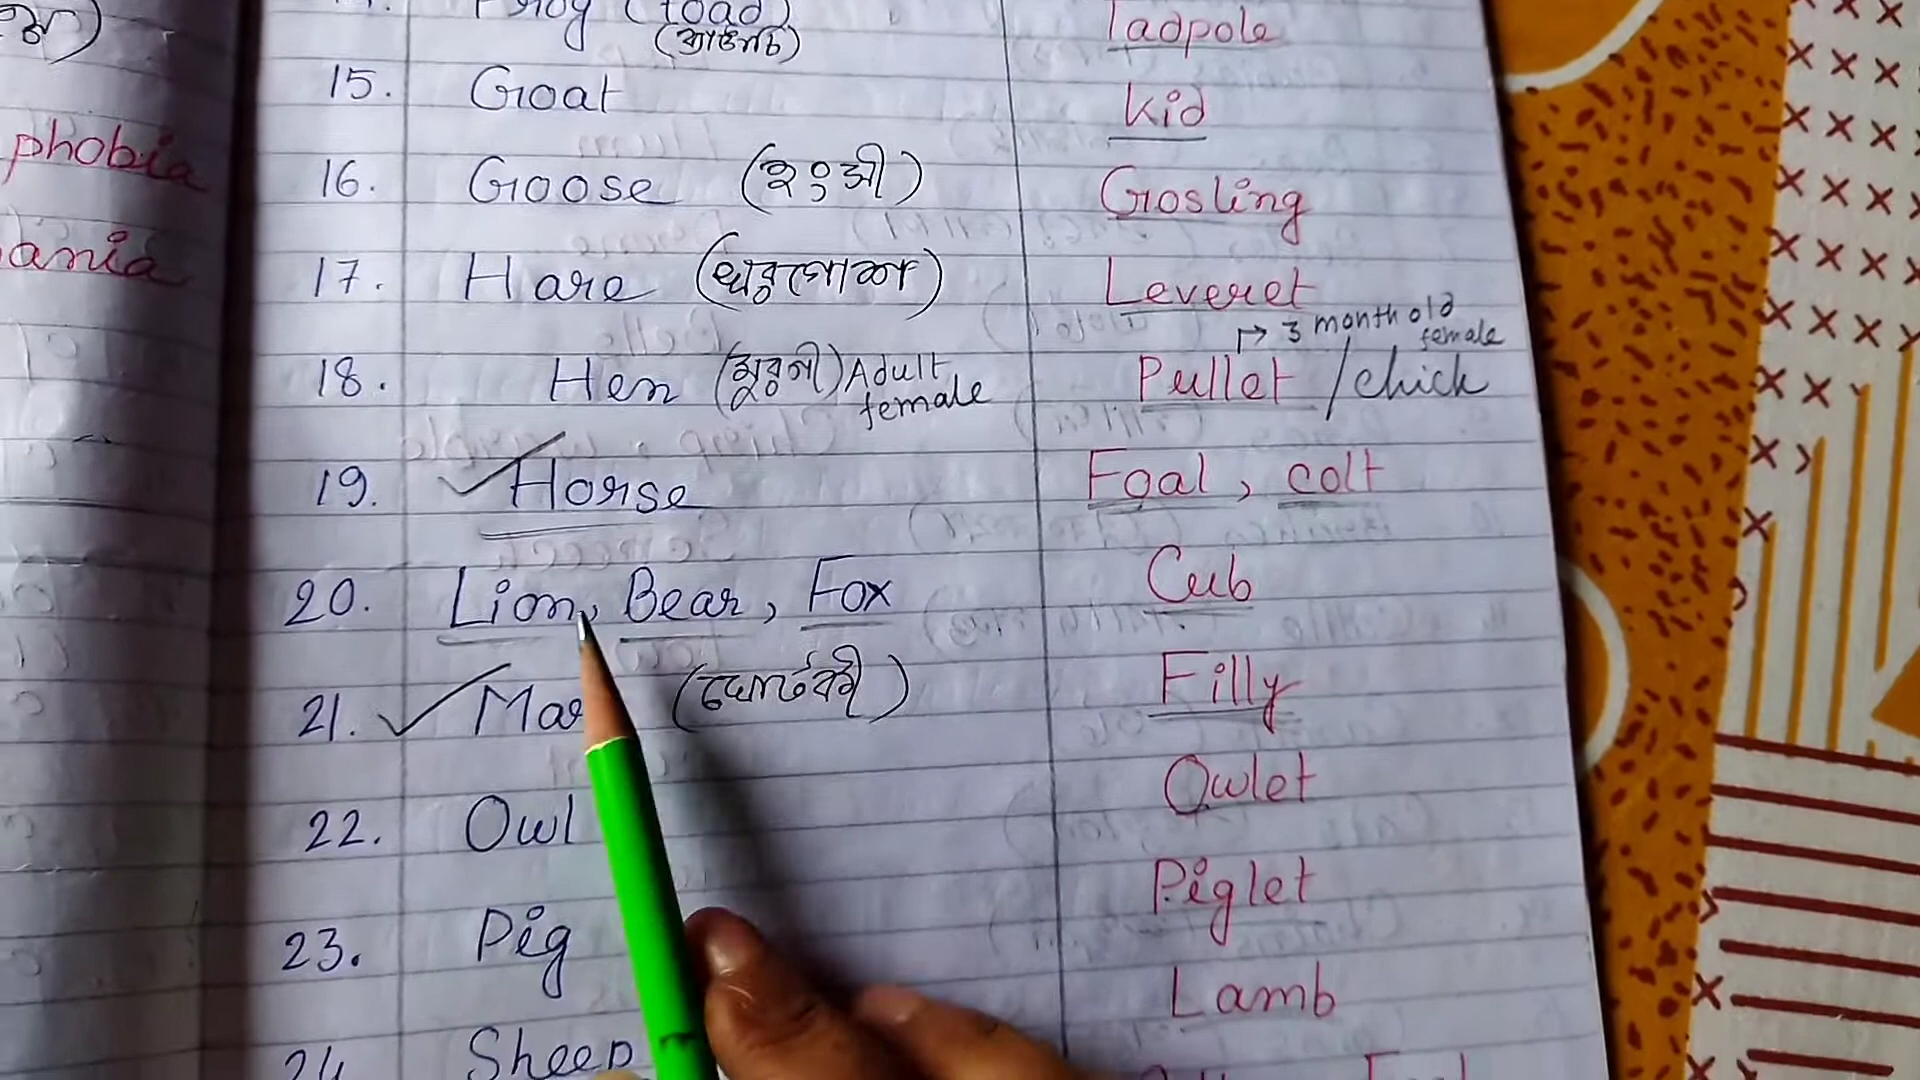 phobia
ania
Frog (toad) Tadpole
15. Goat Kid
16. Goose Gosling
17. Hare Leveret
→ 3 month old female
18. Hen Adult female Pullet / chick
19. Horse Foal, colt
20. Lion, Bear, Fox Cub
21. Mar (ঘোটকী) Filly
22. Owl Owlet
23. Pig Piglet
24 Sheep Lamb